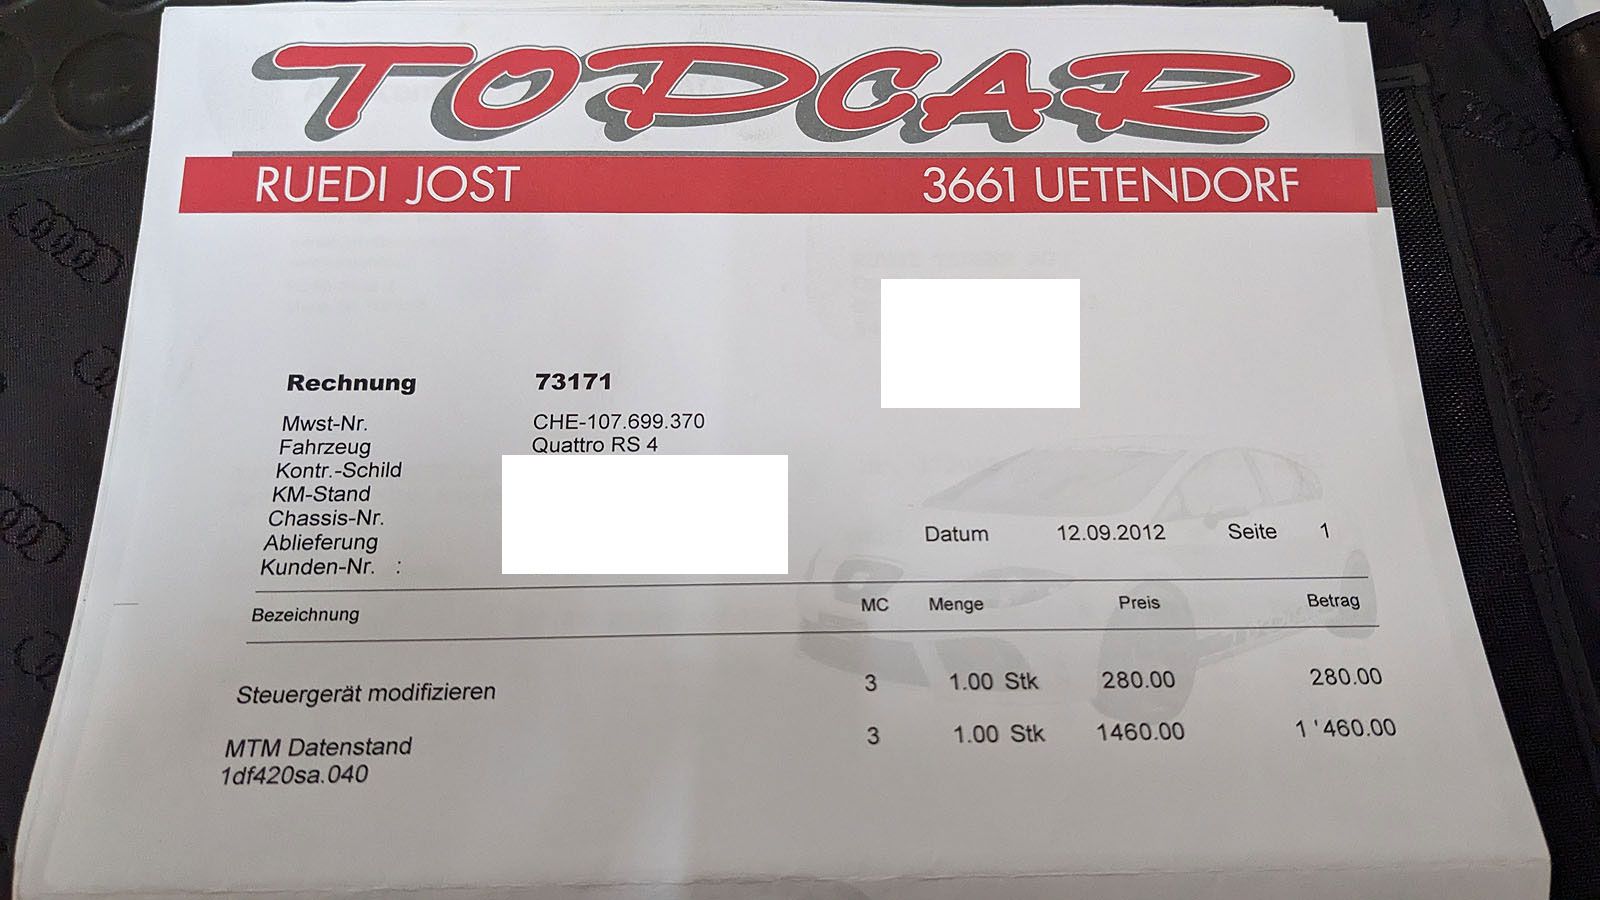 TOPCAR
RUEDI JOST 3661 UETENDORF
Rechnung 73171
Mwst-Nr. CHE-107.699.370
Fahrzeug Quattro RS 4
Kontr.-Schild
KM-Stand
Chassis-Nr.
Ablieferung
Kunden-Nr. :
Datum 12.09.2012 Seite 1
Bezeichnung MC Menge Preis Betrag
Steuergerät modifizieren 3 1.00 Stk 280.00 280.00
MTM Datenstand 3 1.00 Stk 1460.00 1'460.00
1df420sa.040